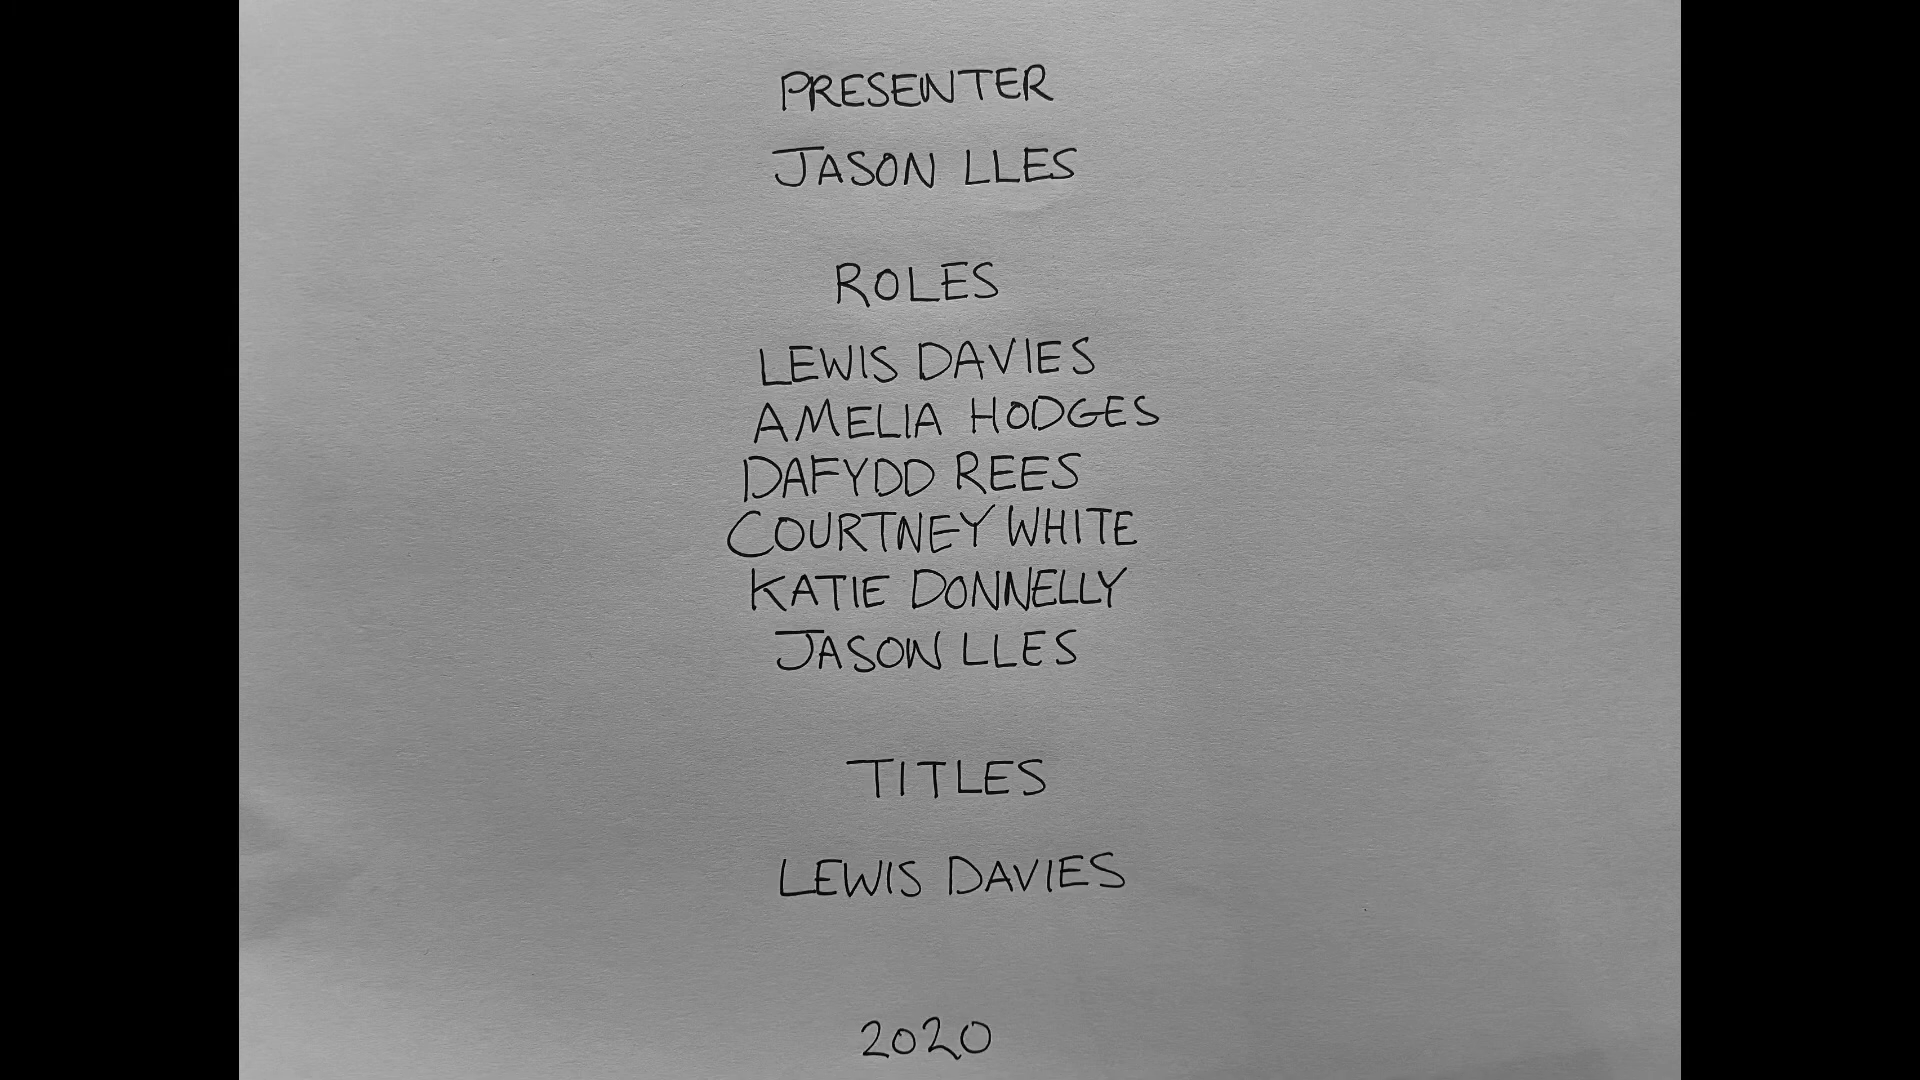 PRESENTER
JASON LLES
ROLES
LEWIS DAVIES
AMELIA HODGES
DAFYDD REES
COURTNEY WHITE
KATIE DONNELLY
JASON LLES
TITLES
LEWIS DAVIES
2020